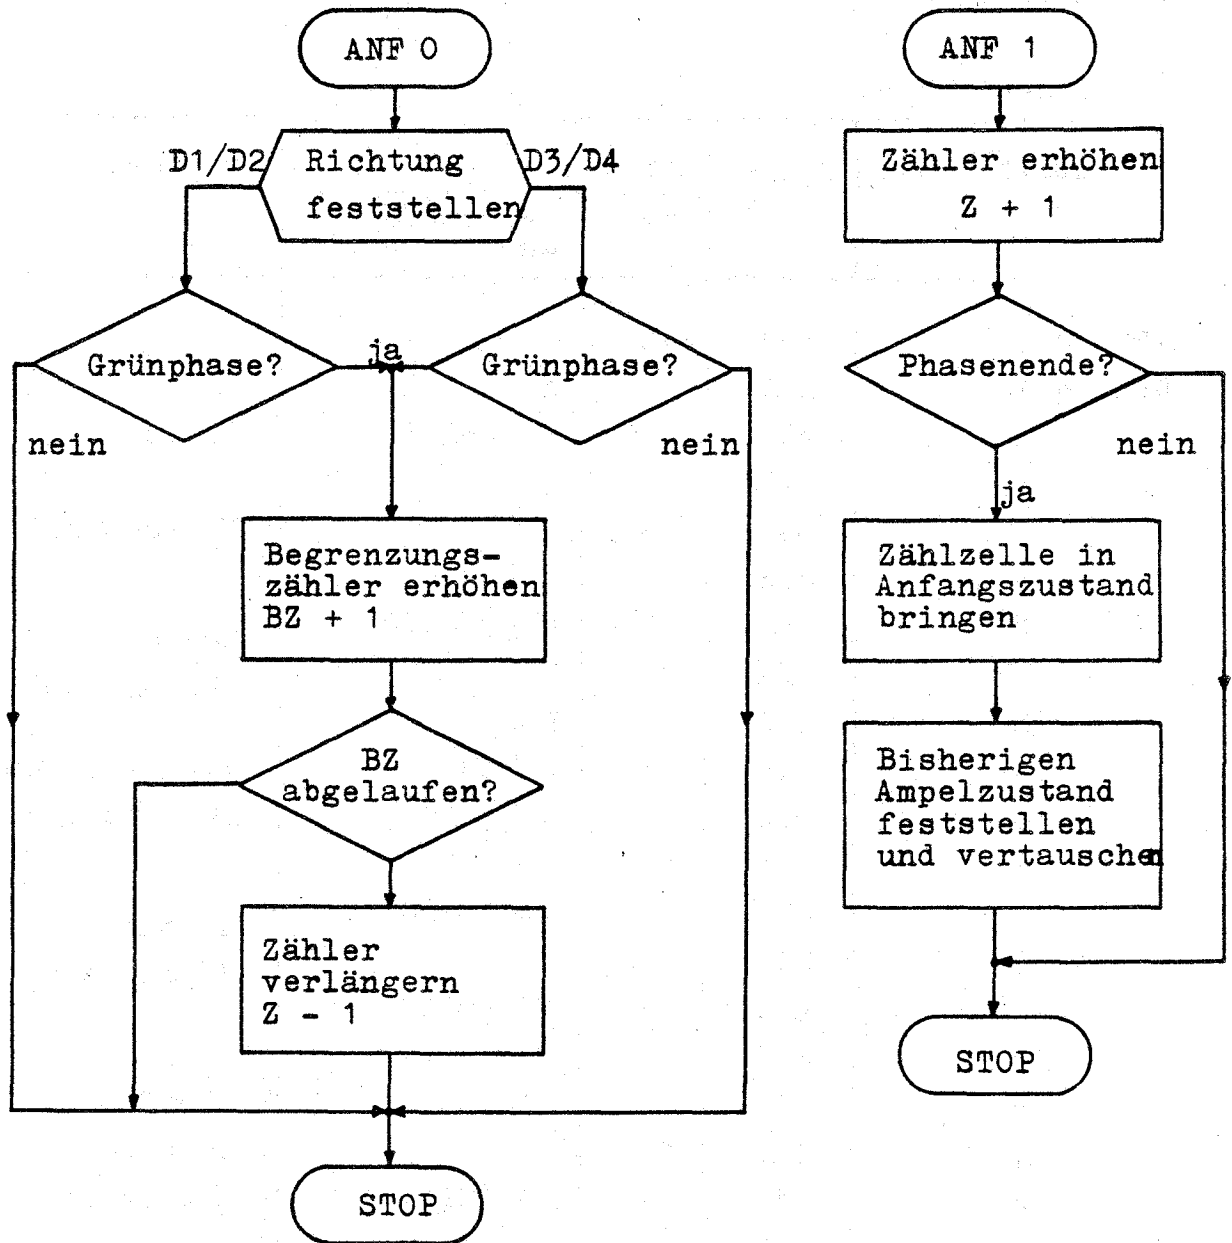 ANF 0
D1/D2
Richtung
feststellen
D3/D4
Grünphase?
ja
Grünphase?
nein
nein
Begrenzungs-
zähler erhöhen
BZ + 1
BZ
abgelaufen?
Zähler
verlängern
Z - 1
STOP
ANF 1
Zähler erhöhen
Z + 1
Phasenende?
nein
ja
Zählzelle in
Anfangszustand
bringen
Bisherigen
Ampelzustand
feststellen
und vertauschen
STOP